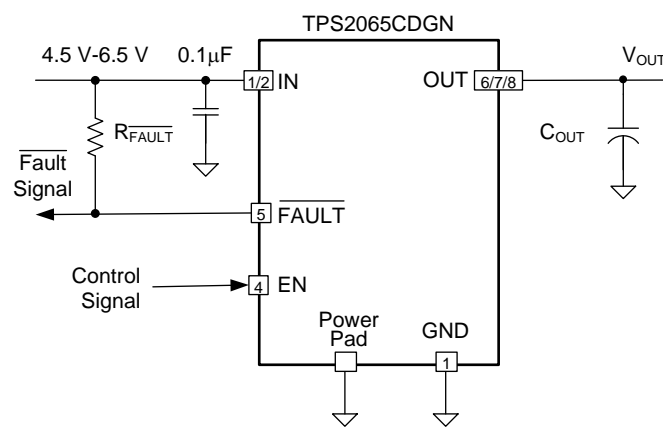 TPS2065CDGN
4.5 V-6.5 V
0.1µF
1/2
IN
OUT
6/7/8
VOUT
RFAULT
COUT
Fault
Signal
5
FAULT
Control
Signal
4
EN
Power
Pad
GND
1